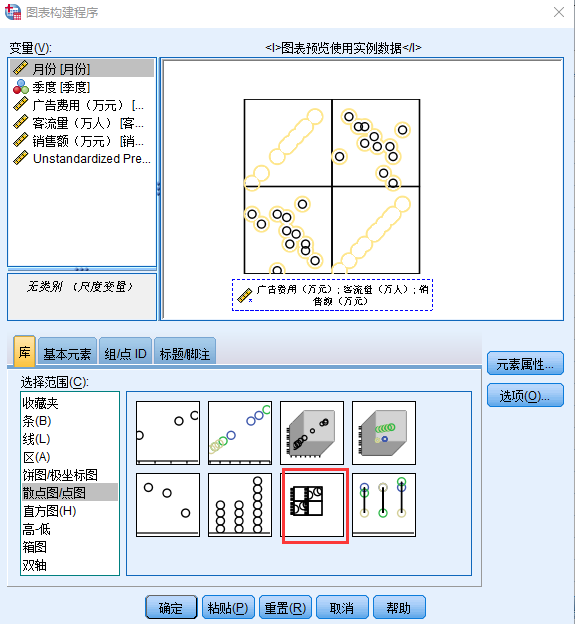 图表构建程序
变量(V):
<I>图表预览使用实例数据</I>
月份 [月份]
季度 [季度]
广告费用（万元） [...
客流量（万人） [客...
销售额（万元） [销...
Unstandardized Pre...
无类别 （尺度变量）
广告费用（万元）; 客流量（万人）; 销
售额（万元）
库
基本元素
组/点 ID
标题/脚注
元素属性...
选项(O)...
选择范围(C):
收藏夹
条(B)
线(L)
区(A)
饼图/极坐标图
散点图/点图
直方图(H)
高-低
箱图
双轴
确定
粘贴(P)
重置(R)
取消
帮助